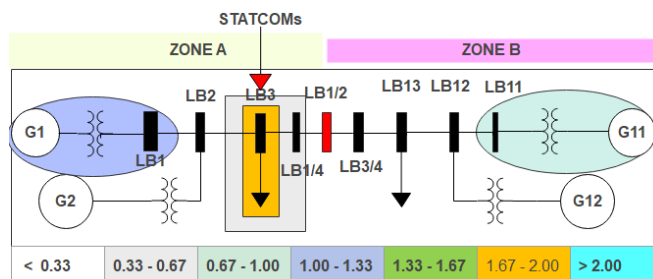 STATCOMs
ZONE A ZONE B
LB2 LB3 LB1/2 LB13 LB12 LB11
G1 LB1 LB1/4 LB3/4 G11
G2 G12
< 0.33 0.33 - 0.67 0.67 - 1.00 1.00 - 1.33 1.33 - 1.67 1.67 - 2.00 > 2.00